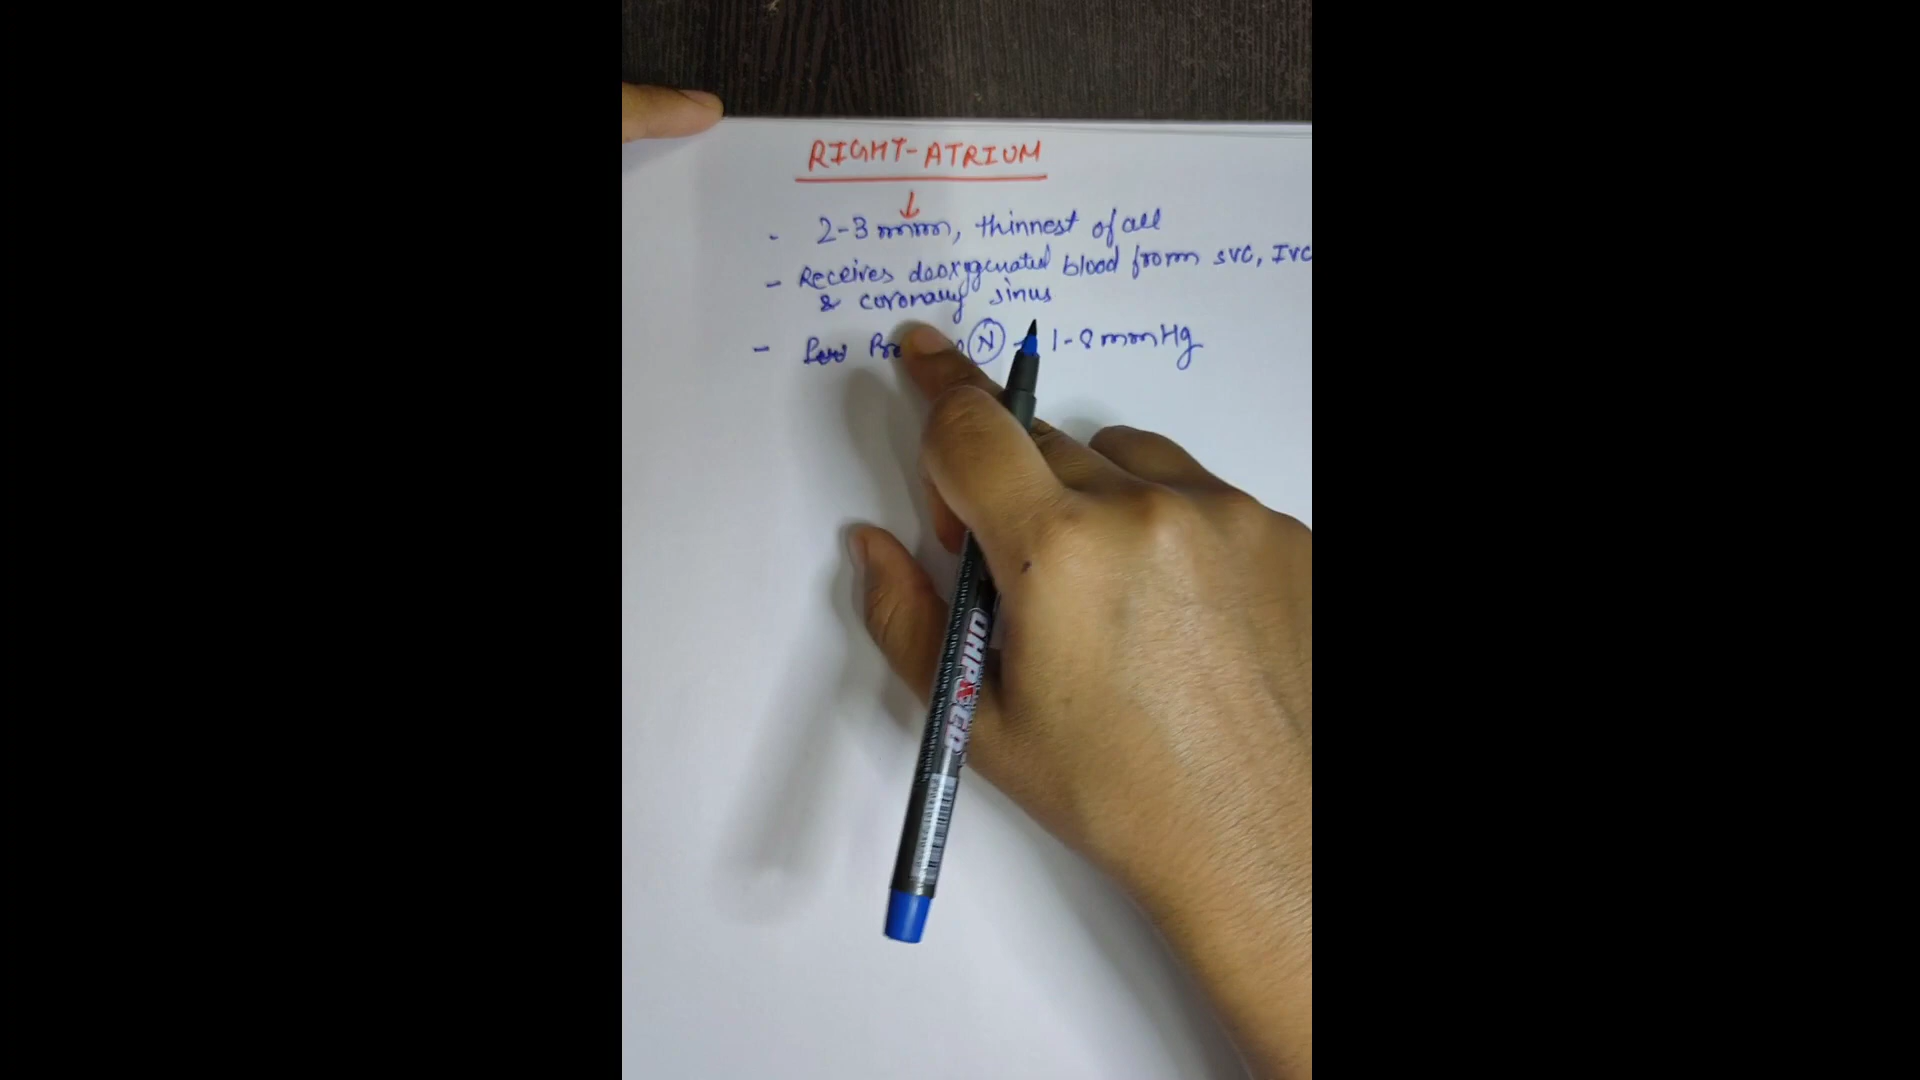 RIGHT-ATRIUM
↓
- 2-3 mm, thinnest of all
- Receives deoxygenated blood from SVC, IVC
& coronary sinus
- Low (N) - 1-8 mmHg
OHPXED